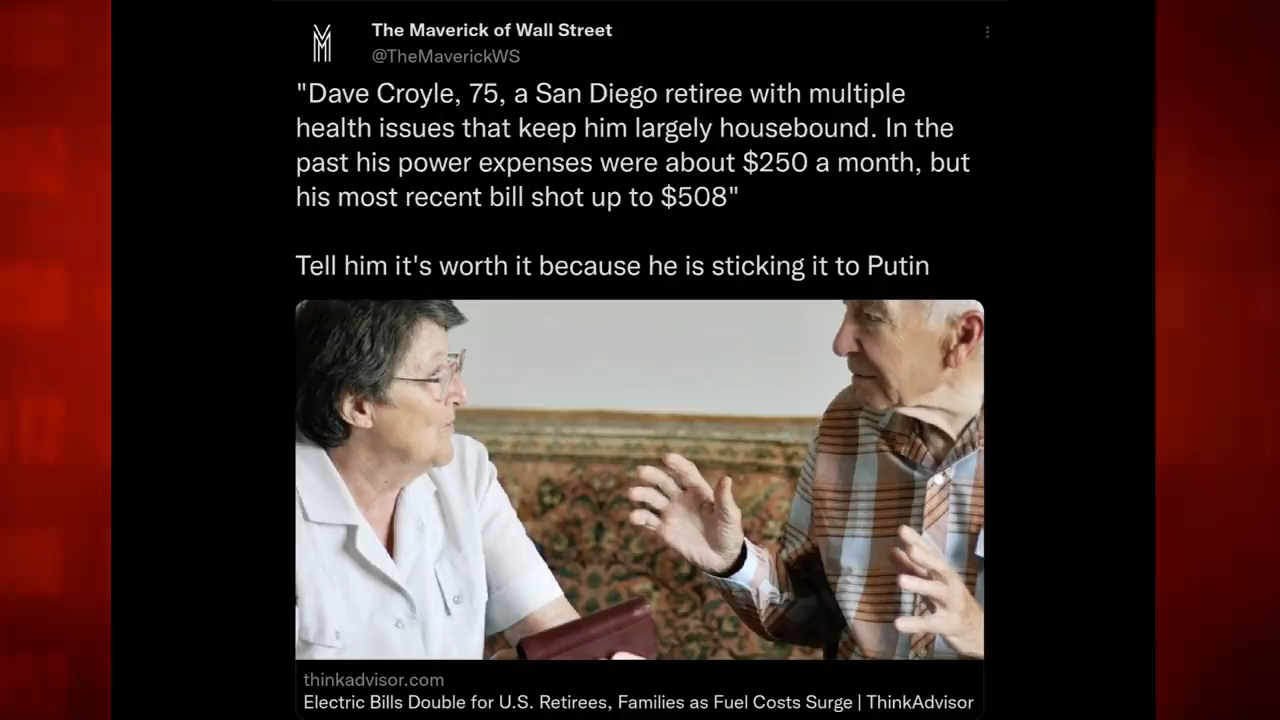 The Maverick of Wall Street
@TheMaverickWS
"Dave Croyle, 75, a San Diego retiree with multiple
health issues that keep him largely housebound. In the
past his power expenses were about $250 a month, but
his most recent bill shot up to $508"
Tell him it's worth it because he is sticking it to Putin
thinkadvisor.com
Electric Bills Double for U.S. Retirees, Families as Fuel Costs Surge | ThinkAdvisor